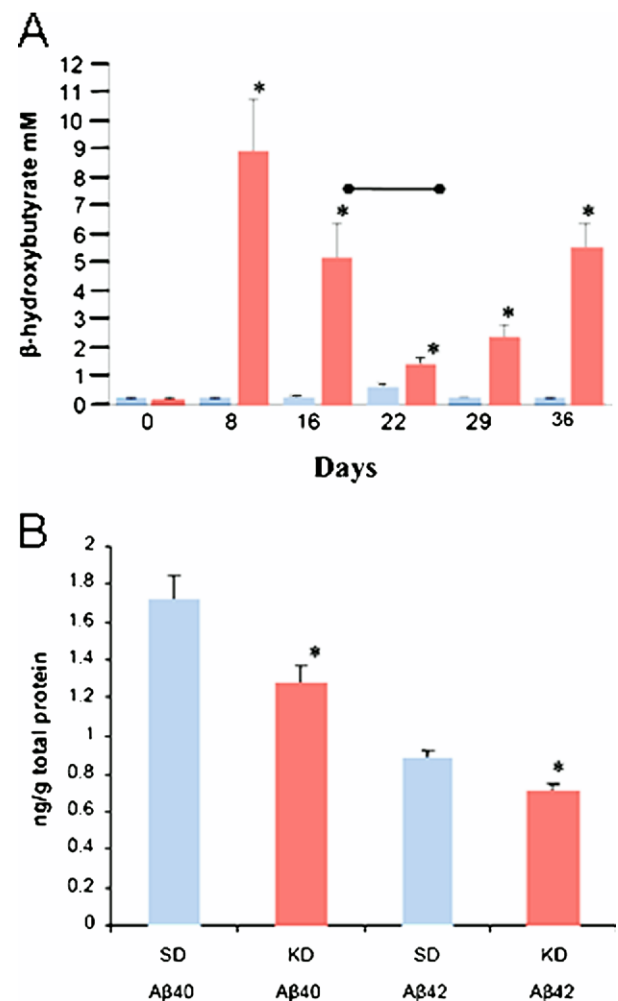 A
β-hydroxybutyrate mM
12
11
10
9
8
7
6
5
4
3
2
1
0
* * * * *
0 8 16 22 29 36
Days
B
ng/g total protein
2
1.8
1.6
1.4
1.2
1
0.8
0.6
0.4
0.2
0
* *
SD KD SD KD
Aβ40 Aβ40 Aβ42 Aβ42